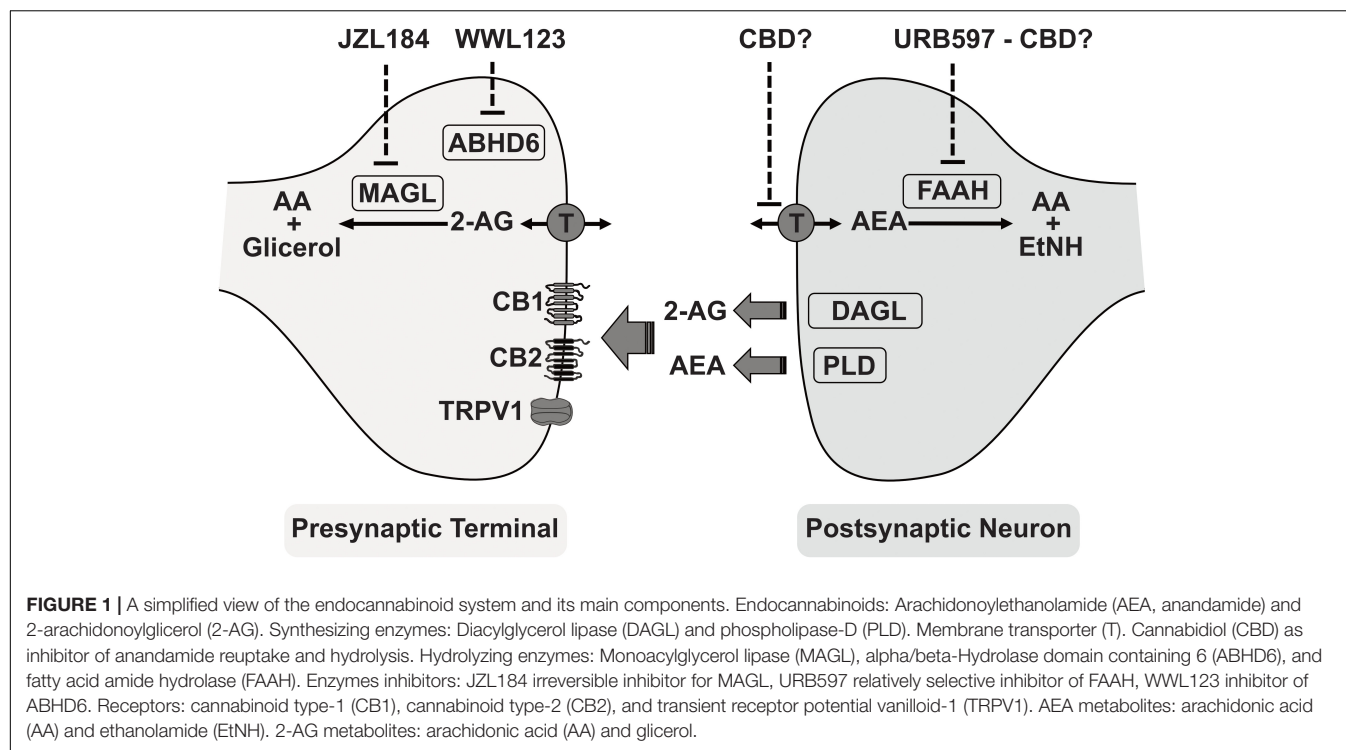 JZL184 WWL123 CBD? URB597 - CBD?
ABHD6
MAGL FAAH
AA
+
Glicerol
2-AG T
T AEA
AA
+
EtNH
CB1
CB2
TRPV1
2-AG DAGL
AEA PLD
Presynaptic Terminal Postsynaptic Neuron
FIGURE 1 | A simplified view of the endocannabinoid system and its main components. Endocannabinoids: Arachidonoylethanolamide (AEA, anandamide) and
2-arachidonoylglicerol (2-AG). Synthesizing enzymes: Diacylglycerol lipase (DAGL) and phospholipase-D (PLD). Membrane transporter (T). Cannabidiol (CBD) as
inhibitor of anandamide reuptake and hydrolysis. Hydrolyzing enzymes: Monoacylglycerol lipase (MAGL), alpha/beta-Hydrolase domain containing 6 (ABHD6), and
fatty acid amide hydrolase (FAAH). Enzymes inhibitors: JZL184 irreversible inhibitor for MAGL, URB597 relatively selective inhibitor of FAAH, WWL123 inhibitor of
ABHD6. Receptors: cannabinoid type-1 (CB1), cannabinoid type-2 (CB2), and transient receptor potential vanilloid-1 (TRPV1). AEA metabolites: arachidonic acid
(AA) and ethanolamide (EtNH). 2-AG metabolites: arachidonic acid (AA) and glicerol.